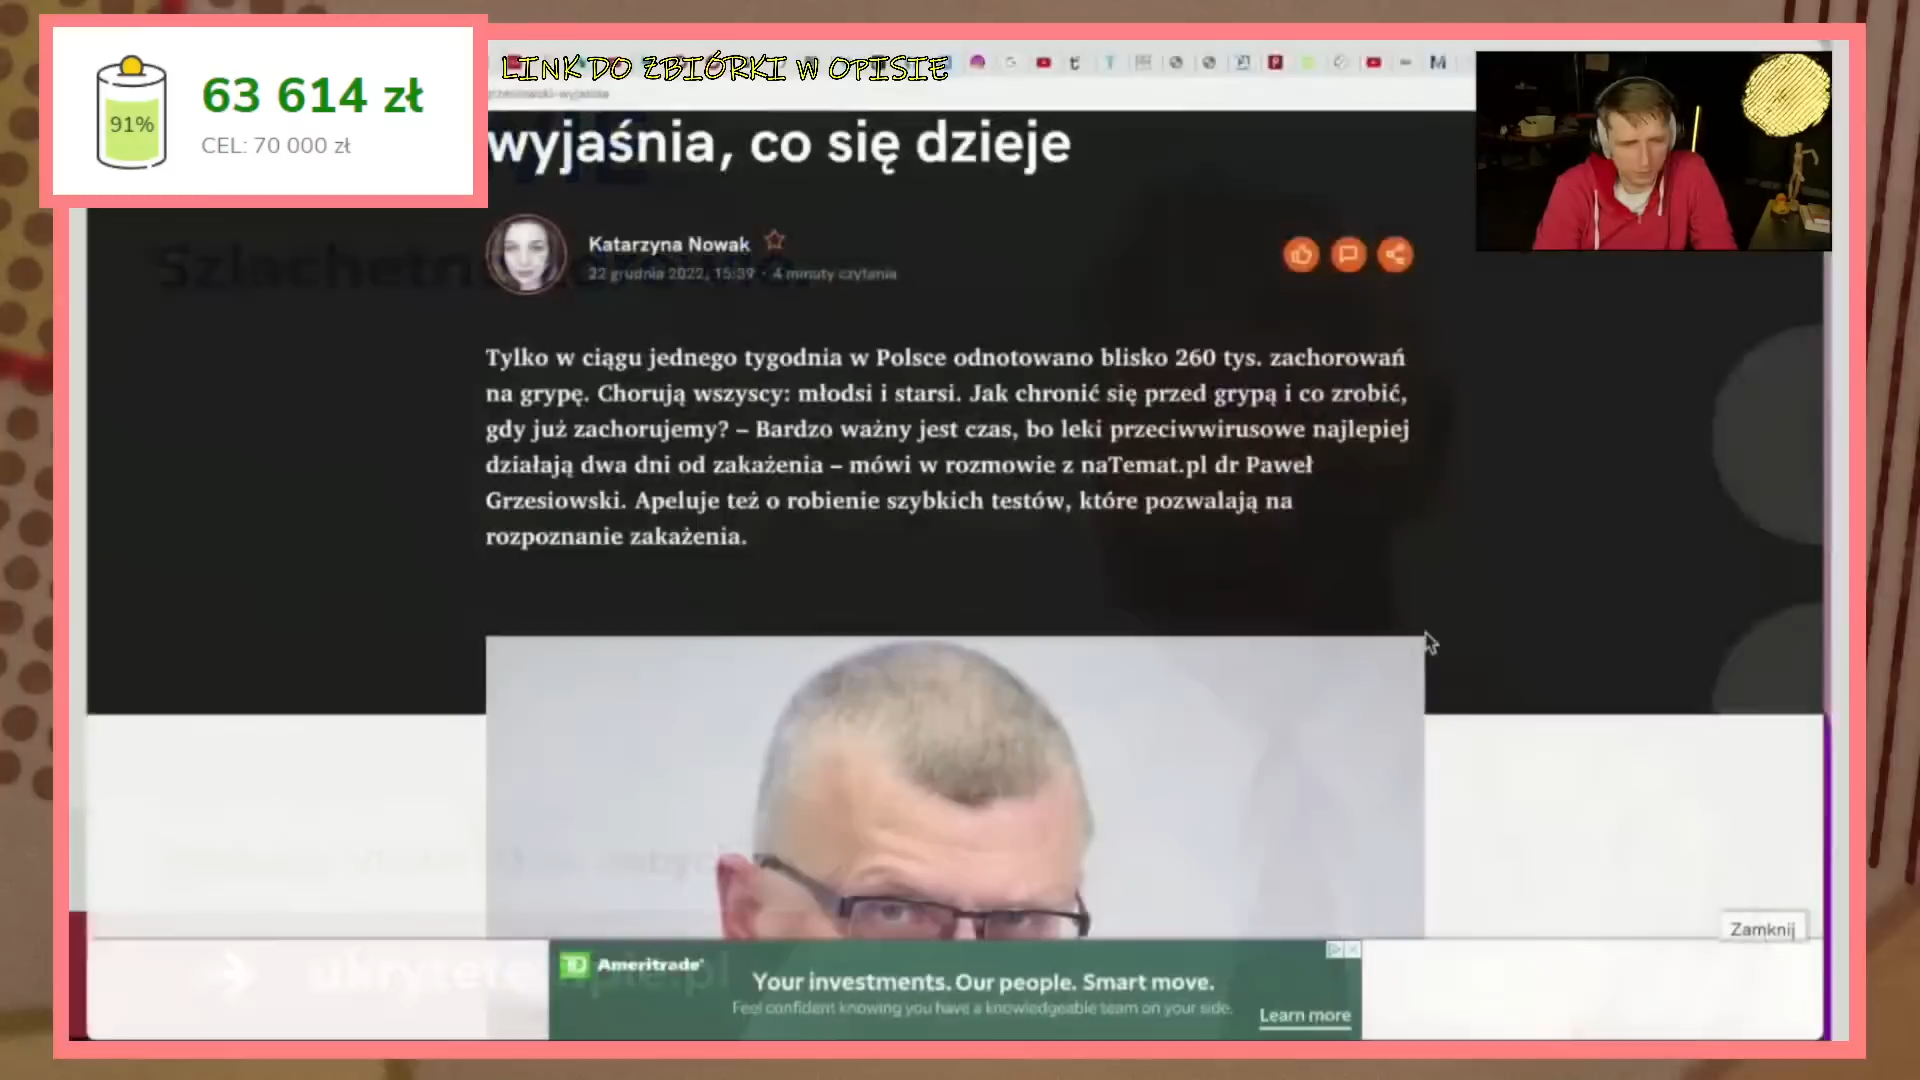 63 614 zł
91%
CEL: 70 000 zł
LINK DO ZBIÓRKI W OPISIE
grzesiowski-wyjasnia
wyjaśnia, co się dzieje
Katarzyna Nowak
22 grudnia 2022, 15:39 · 4 minuty czytania
Tylko w ciągu jednego tygodnia w Polsce odnotowano blisko 260 tys. zachorowań
na grypę. Chorują wszyscy: młodsi i starsi. Jak chronić się przed grypą i co zrobić,
gdy już zachorujemy? – Bardzo ważny jest czas, bo leki przeciwwirusowe najlepiej
działają dwa dni od zakażenia – mówi w rozmowie z naTemat.pl dr Paweł
Grzesiowski. Apeluje też o robienie szybkich testów, które pozwalają na
rozpoznanie zakażenia.
Zamknij
TD Ameritrade
Your investments. Our people. Smart move.
Feel confident knowing you have a knowledgeable team on your side.
Learn more